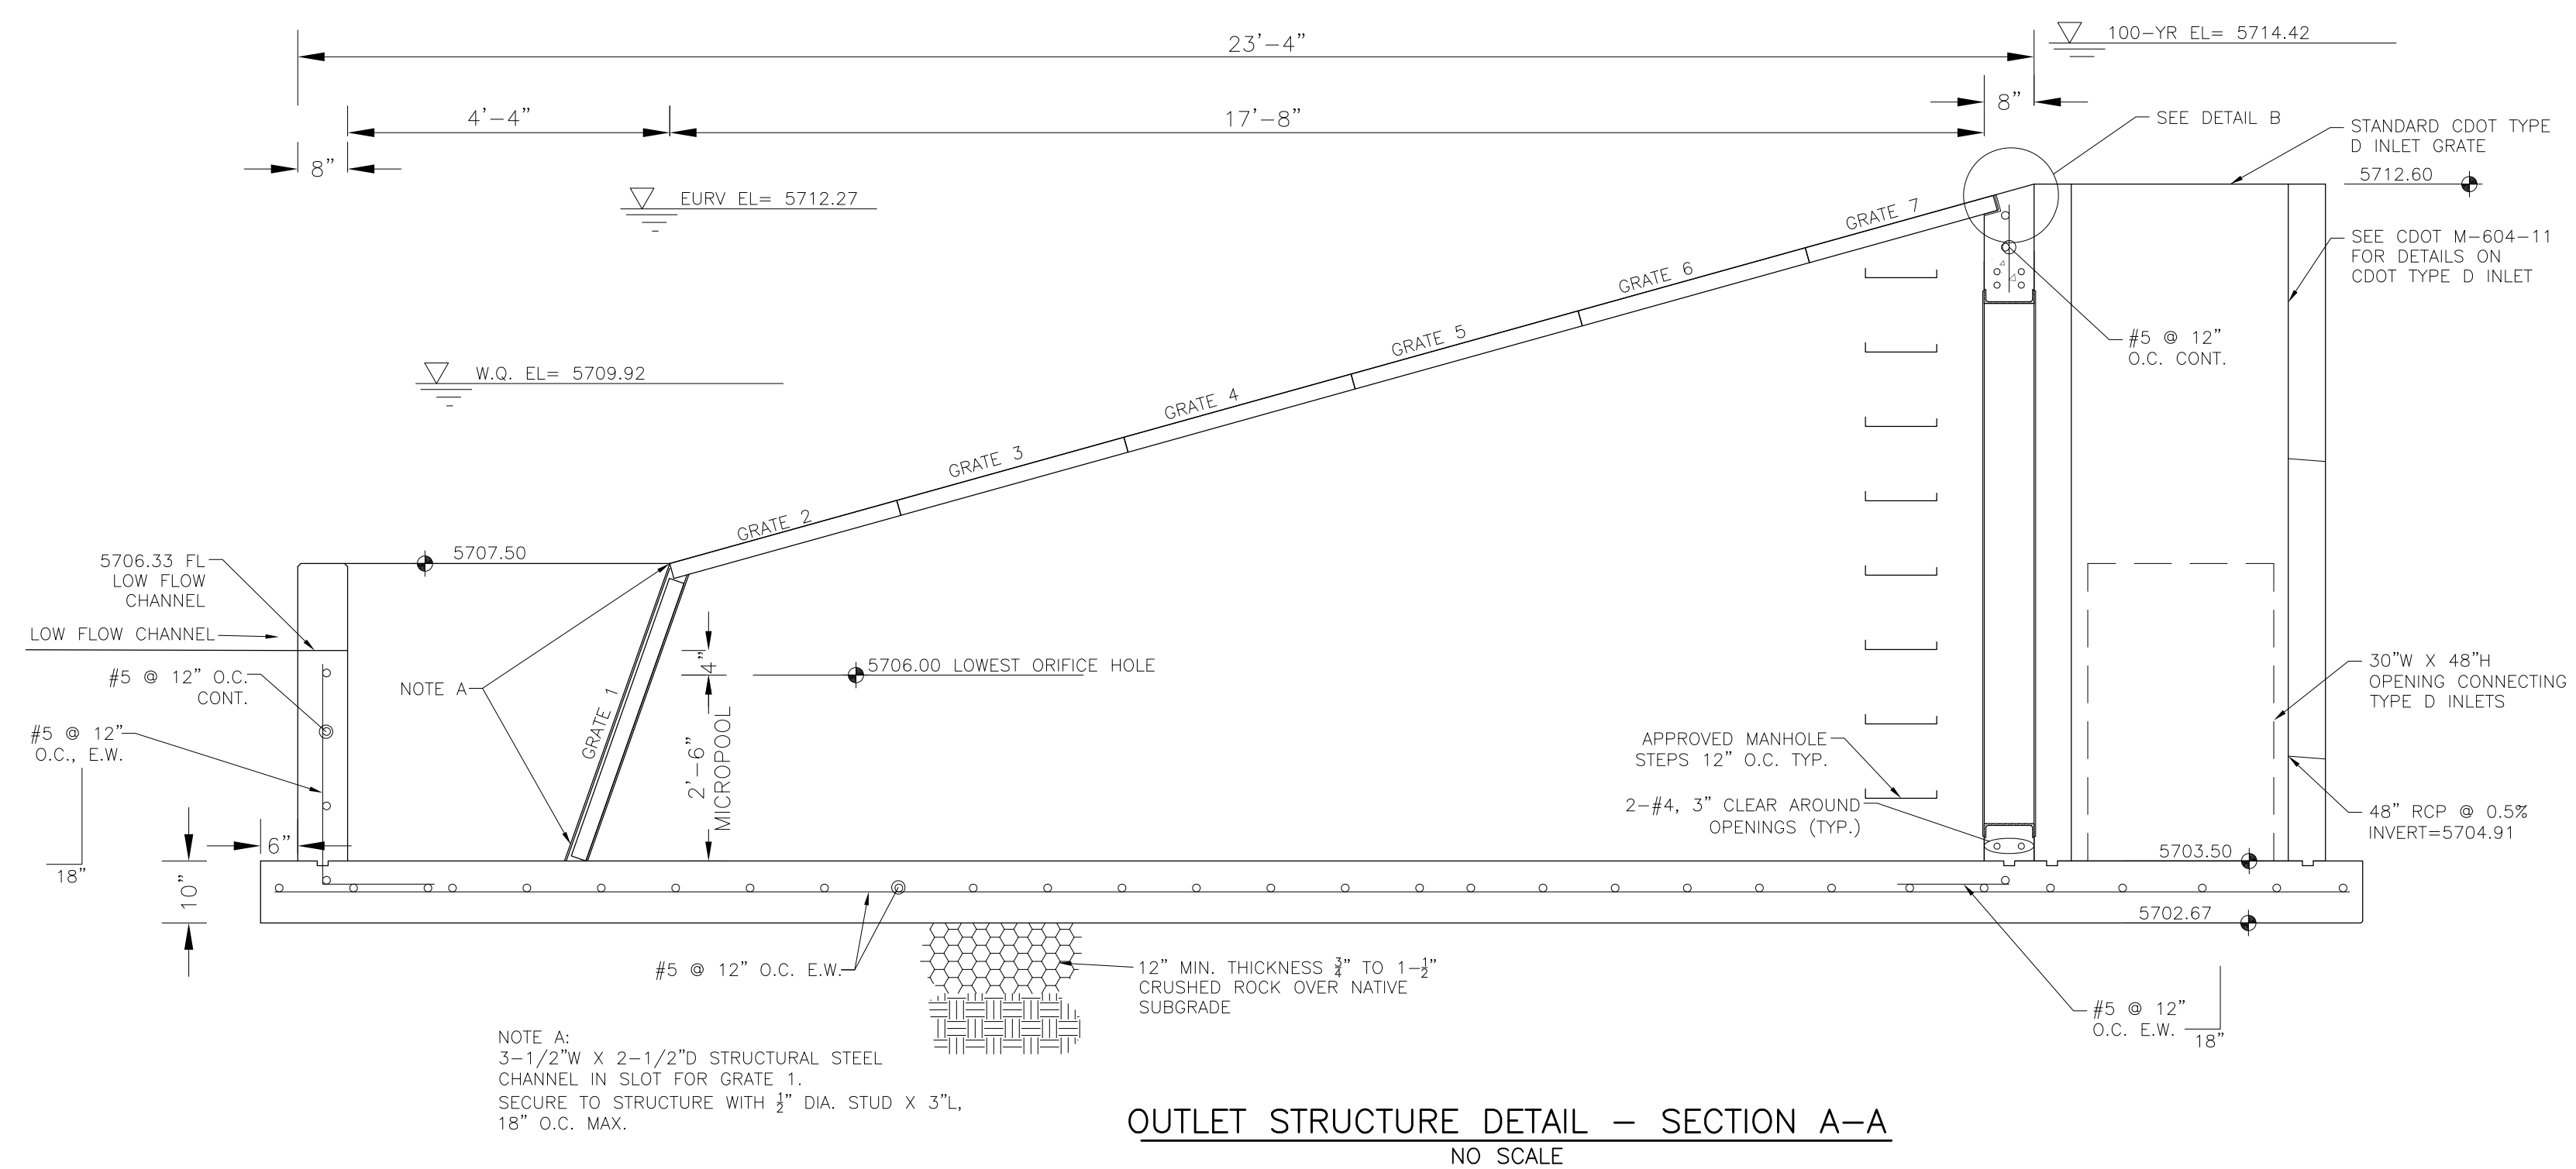 23'-4"
100-YR EL= 5714.42
4'-4"
17'-8"
8"
8"
SEE DETAIL B
STANDARD CDOT TYPE
D INLET GRATE
5712.60
EURV EL= 5712.27
GRATE 7
SEE CDOT M-604-11
FOR DETAILS ON
CDOT TYPE D INLET
GRATE 6
#5 @ 12"
O.C. CONT.
GRATE 5
W.Q. EL= 5709.92
GRATE 4
GRATE 3
GRATE 2
5707.50
5706.33 FL
LOW FLOW
CHANNEL
LOW FLOW CHANNEL
#5 @ 12" O.C.
CONT.
#5 @ 12"
O.C., E.W.
18"
NOTE A
GRATE 1
4"
5706.00 LOWEST ORIFICE HOLE
2'-6"
MICROPOOL
30"W X 48"H
OPENING CONNECTING
TYPE D INLETS
APPROVED MANHOLE
STEPS 12" O.C. TYP.
2-#4, 3" CLEAR AROUND
OPENINGS (TYP.)
48" RCP @ 0.5%
INVERT=5704.91
6"
10"
5703.50
5702.67
#5 @ 12" O.C. E.W.
12" MIN. THICKNESS 3/4" TO 1-1/2"
CRUSHED ROCK OVER NATIVE
SUBGRADE
#5 @ 12"
O.C. E.W.
18"
NOTE A:
3-1/2"W X 2-1/2"D STRUCTURAL STEEL
CHANNEL IN SLOT FOR GRATE 1.
SECURE TO STRUCTURE WITH 1/2" DIA. STUD X 3"L,
18" O.C. MAX.
OUTLET STRUCTURE DETAIL - SECTION A-A
NO SCALE